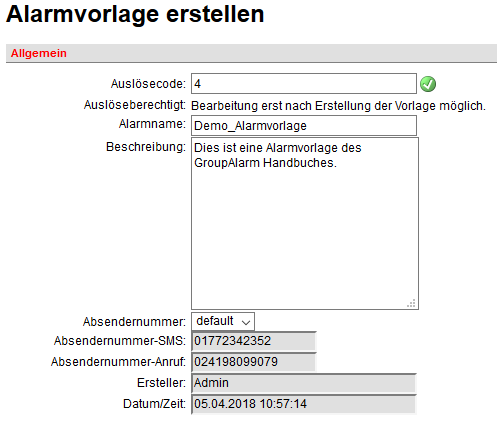 Alarmvorlage erstellen
Allgemein
Auslösecode: 4
Auslöseberechtigt: Bearbeitung erst nach Erstellung der Vorlage möglich.
Alarmname: Demo_Alarmvorlage
Beschreibung: Dies ist eine Alarmvorlage des
GroupAlarm Handbuches.
Absendernummer: default
Absendernummer-SMS: 01772342352
Absendernummer-Anruf: 024198099079
Ersteller: Admin
Datum/Zeit: 05.04.2018 10:57:14